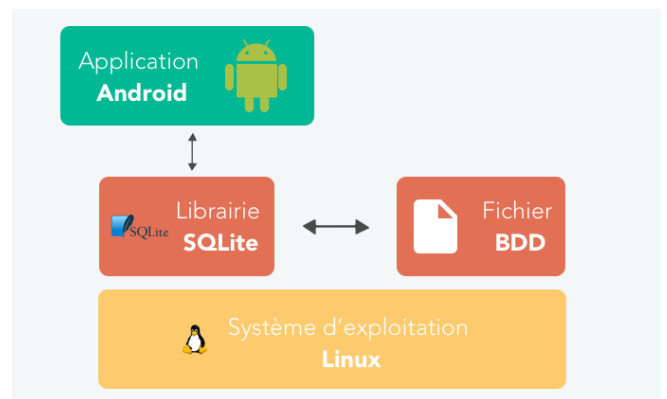 Application
Android
Librairie
SQLite
SQLite
Fichier
BDD
Système d'exploitation
Linux